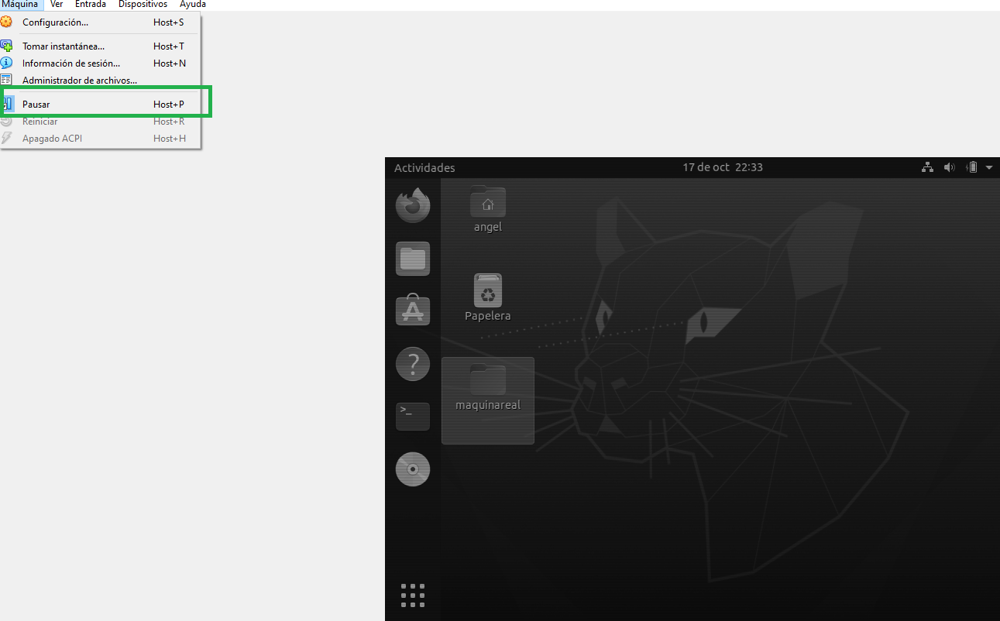 Máquina Ver Entrada Dispositivos Ayuda
Configuración... Host+S
Tomar instantánea... Host+T
Información de sesión... Host+N
Administrador de archivos...
Pausar Host+P
Reiniciar Host+R
Apagado ACPI Host+H
Actividades 17 de oct 22:33
angel
Papelera
maquinareal